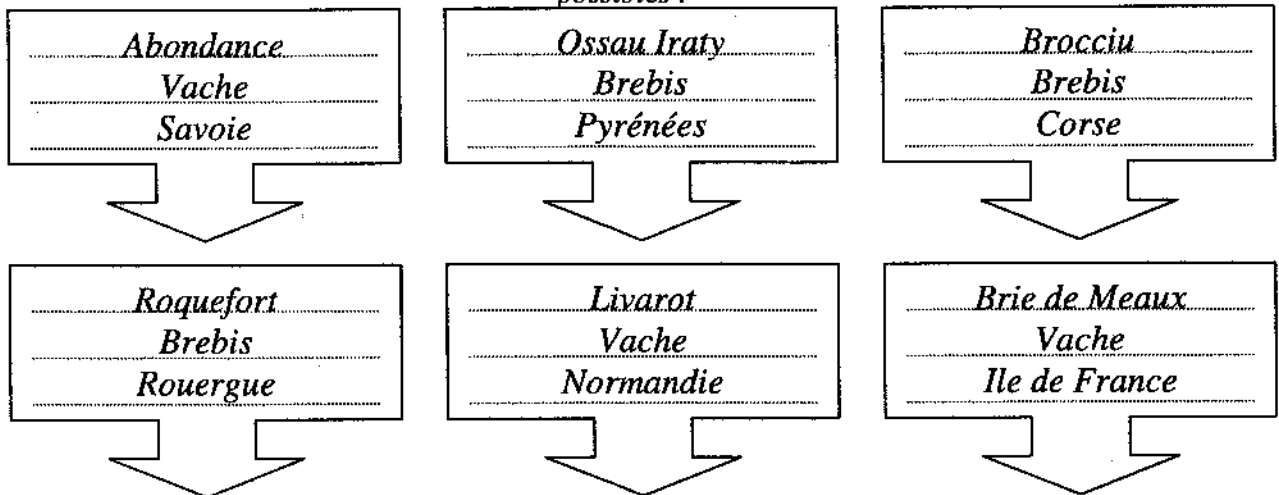 Abondance
Vache
Savoie
Ossau Iraty
Brebis
Pyrénées
Brocciu
Brebis
Corse
Roquefort
Brebis
Rouergue
Livarot
Vache
Normandie
Brie de Meaux
Vache
Ile de France